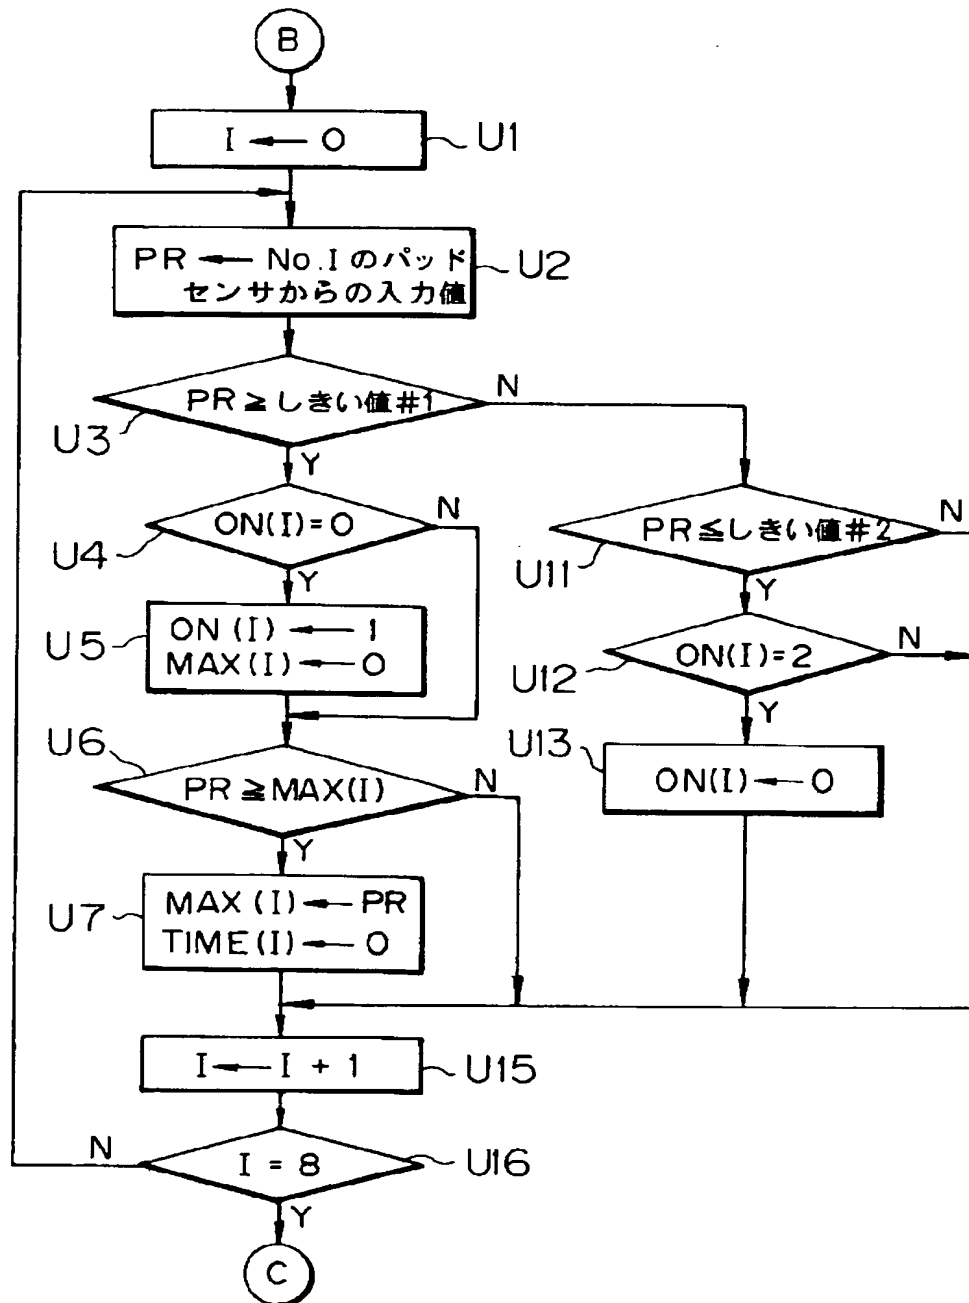 B
I ← 0
U1
PR ← No.Iのパッド
センサからの入力値
U2
PR ≧ しきい値#1
N
U3
Y
ON(I)=0
N
U4
Y
PR≦しきい値#2
N
U11
Y
ON(I) ← 1
MAX(I) ← 0
U5
ON(I)=2
N
U12
Y
U6
PR ≧ MAX(I)
N
Y
U13
ON(I) ← 0
MAX(I) ← PR
TIME(I) ← 0
U7
I ← I + 1
U15
I = 8
N
U16
Y
C